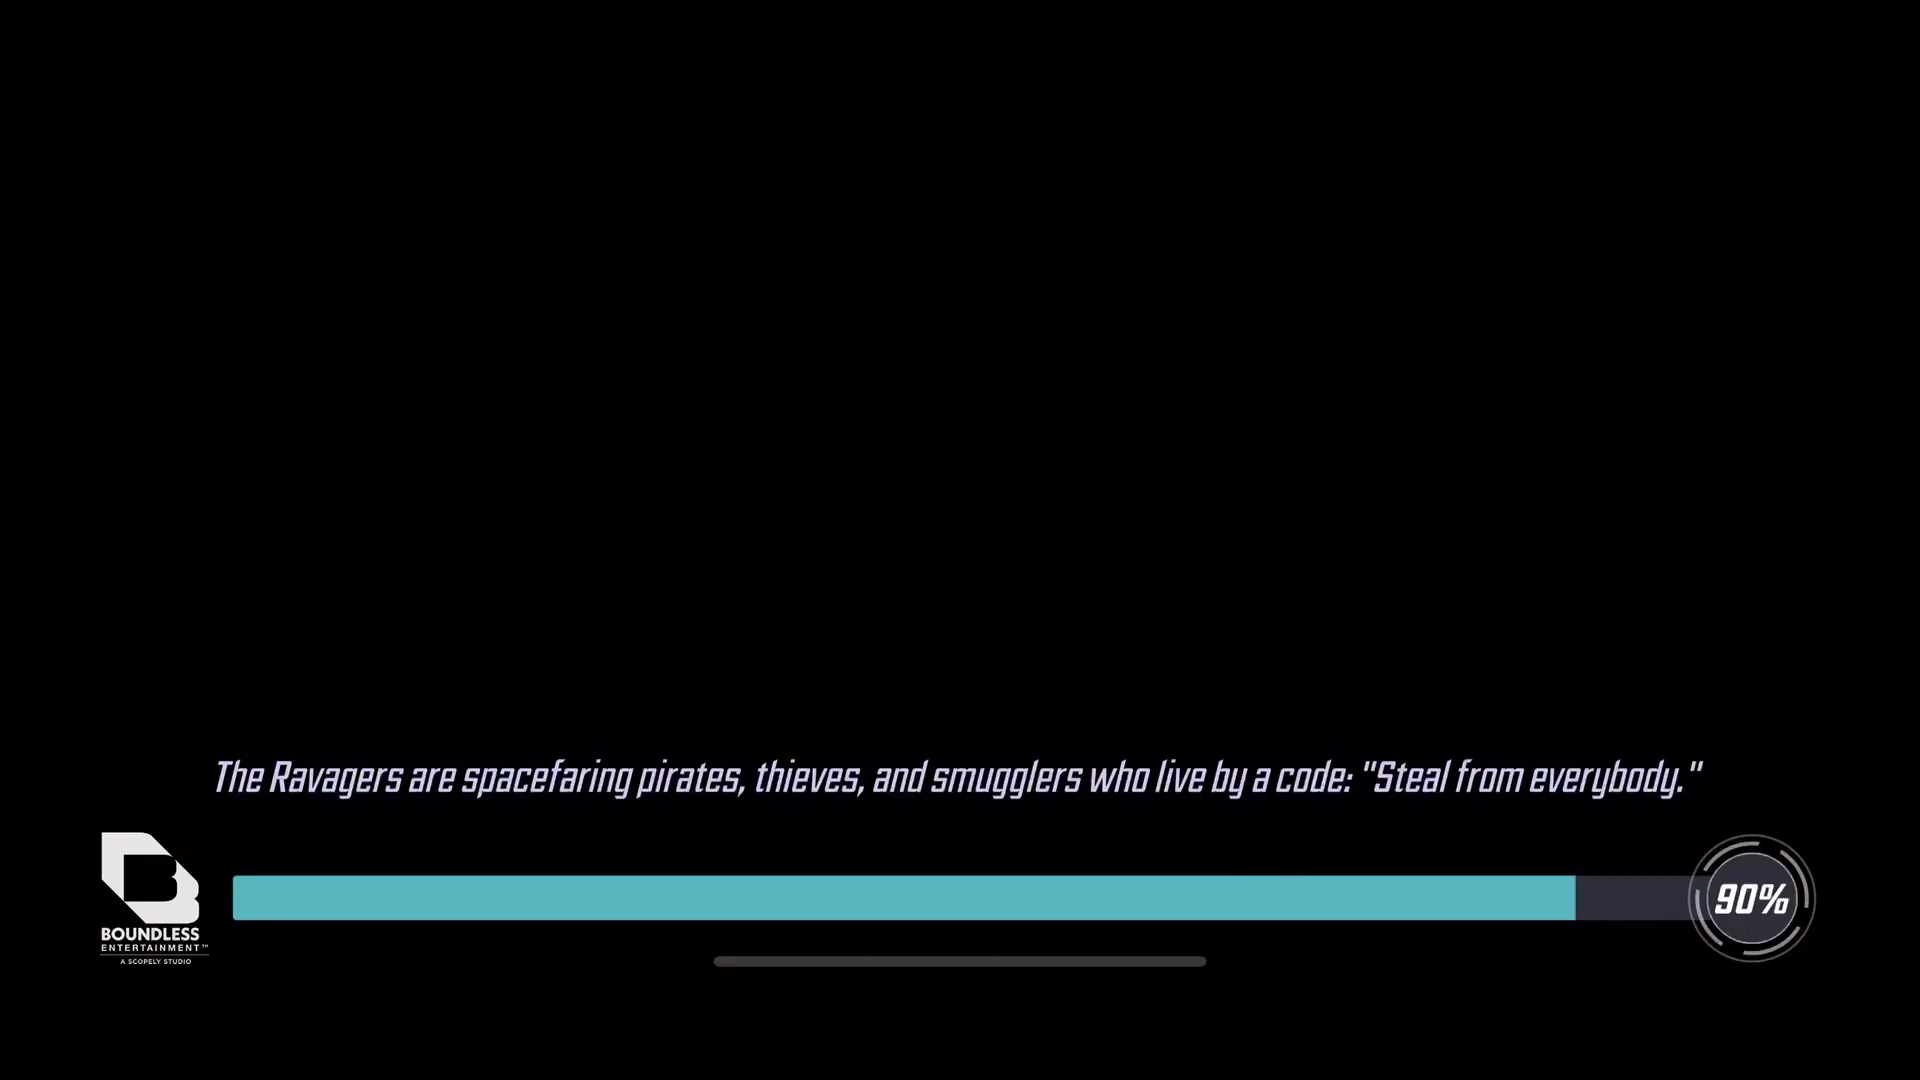 The Ravagers are spacefaring pirates, thieves, and smugglers who live by a code: "Steal from everybody."
90%
BOUNDLESS
ENTERTAINMENT™
A SCOPELY STUDIO